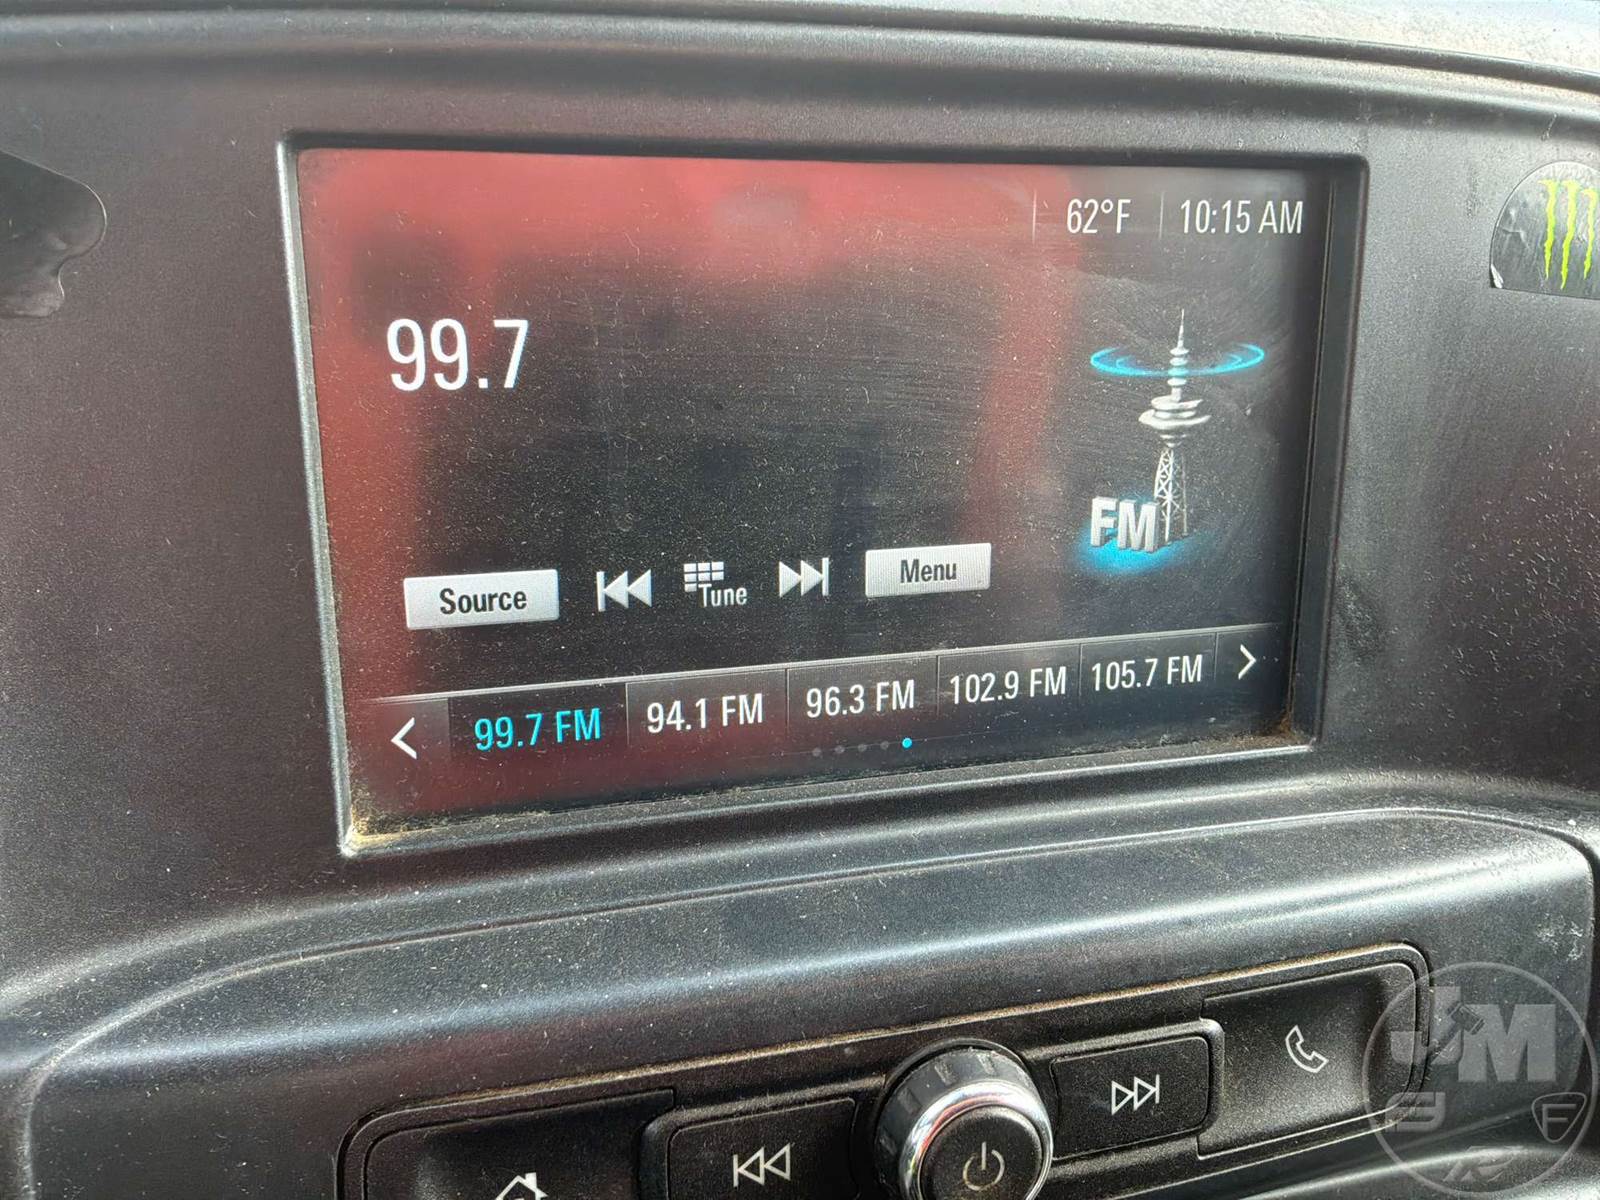 62°F 10:15 AM
99.7
FM
Source Tune Menu
99.7 FM 94.1 FM 96.3 FM 102.9 FM 105.7 FM
JM